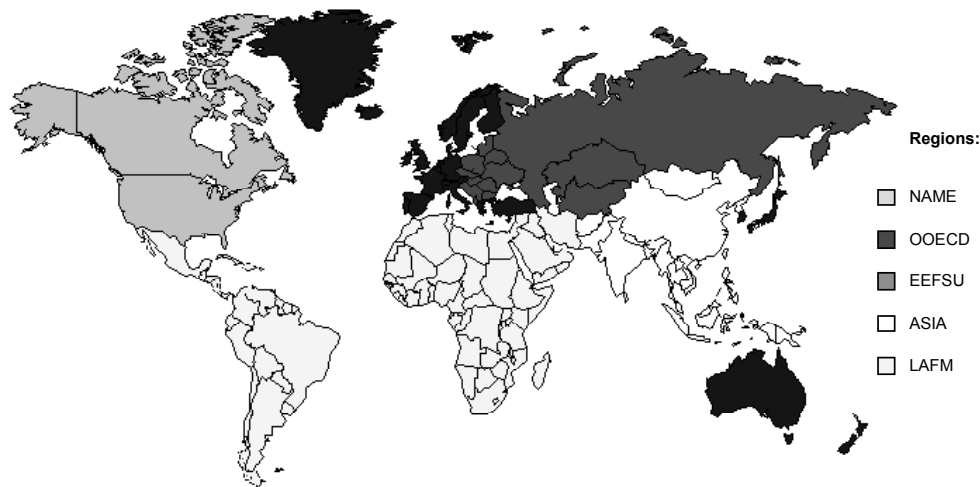 Regions:
NAME
OOECD
EEFSU
ASIA
LAFM